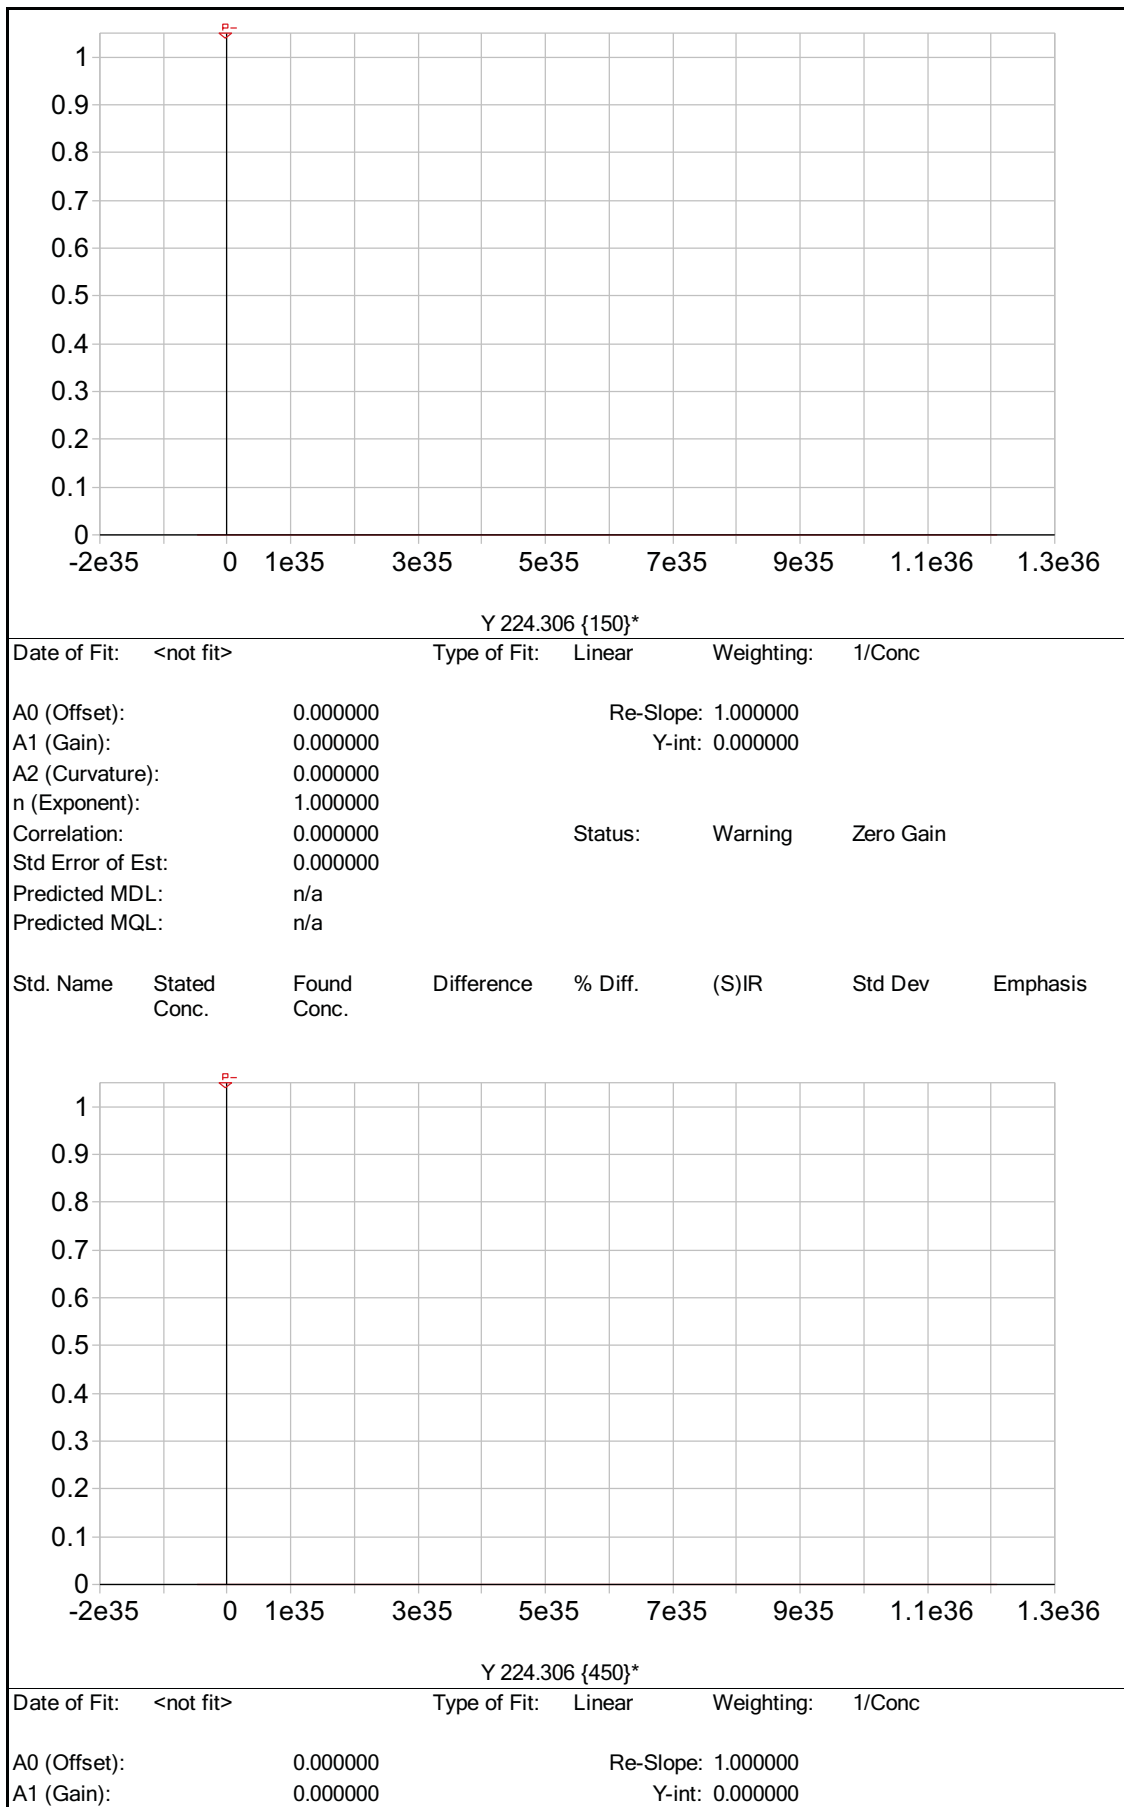 P-
1
0.9
0.8
0.7
0.6
0.5
0.4
0.3
0.2
0.1
0
-2e35 0 1e35 3e35 5e35 7e35 9e35 1.1e36 1.3e36
Y 224.306 {150}*
Date of Fit: <not fit> Type of Fit: Linear Weighting: 1/Conc
A0 (Offset): 0.000000 Re-Slope: 1.000000
A1 (Gain): 0.000000 Y-int: 0.000000
A2 (Curvature): 0.000000
n (Exponent): 1.000000
Correlation: 0.000000 Status: Warning Zero Gain
Std Error of Est: 0.000000
Predicted MDL: n/a
Predicted MQL: n/a
Std. Name Stated Found Difference % Diff. (S)IR Std Dev Emphasis
Conc. Conc.
P-
1
0.9
0.8
0.7
0.6
0.5
0.4
0.3
0.2
0.1
0
-2e35 0 1e35 3e35 5e35 7e35 9e35 1.1e36 1.3e36
Y 224.306 {450}*
Date of Fit: <not fit> Type of Fit: Linear Weighting: 1/Conc
A0 (Offset): 0.000000 Re-Slope: 1.000000
A1 (Gain): 0.000000 Y-int: 0.000000